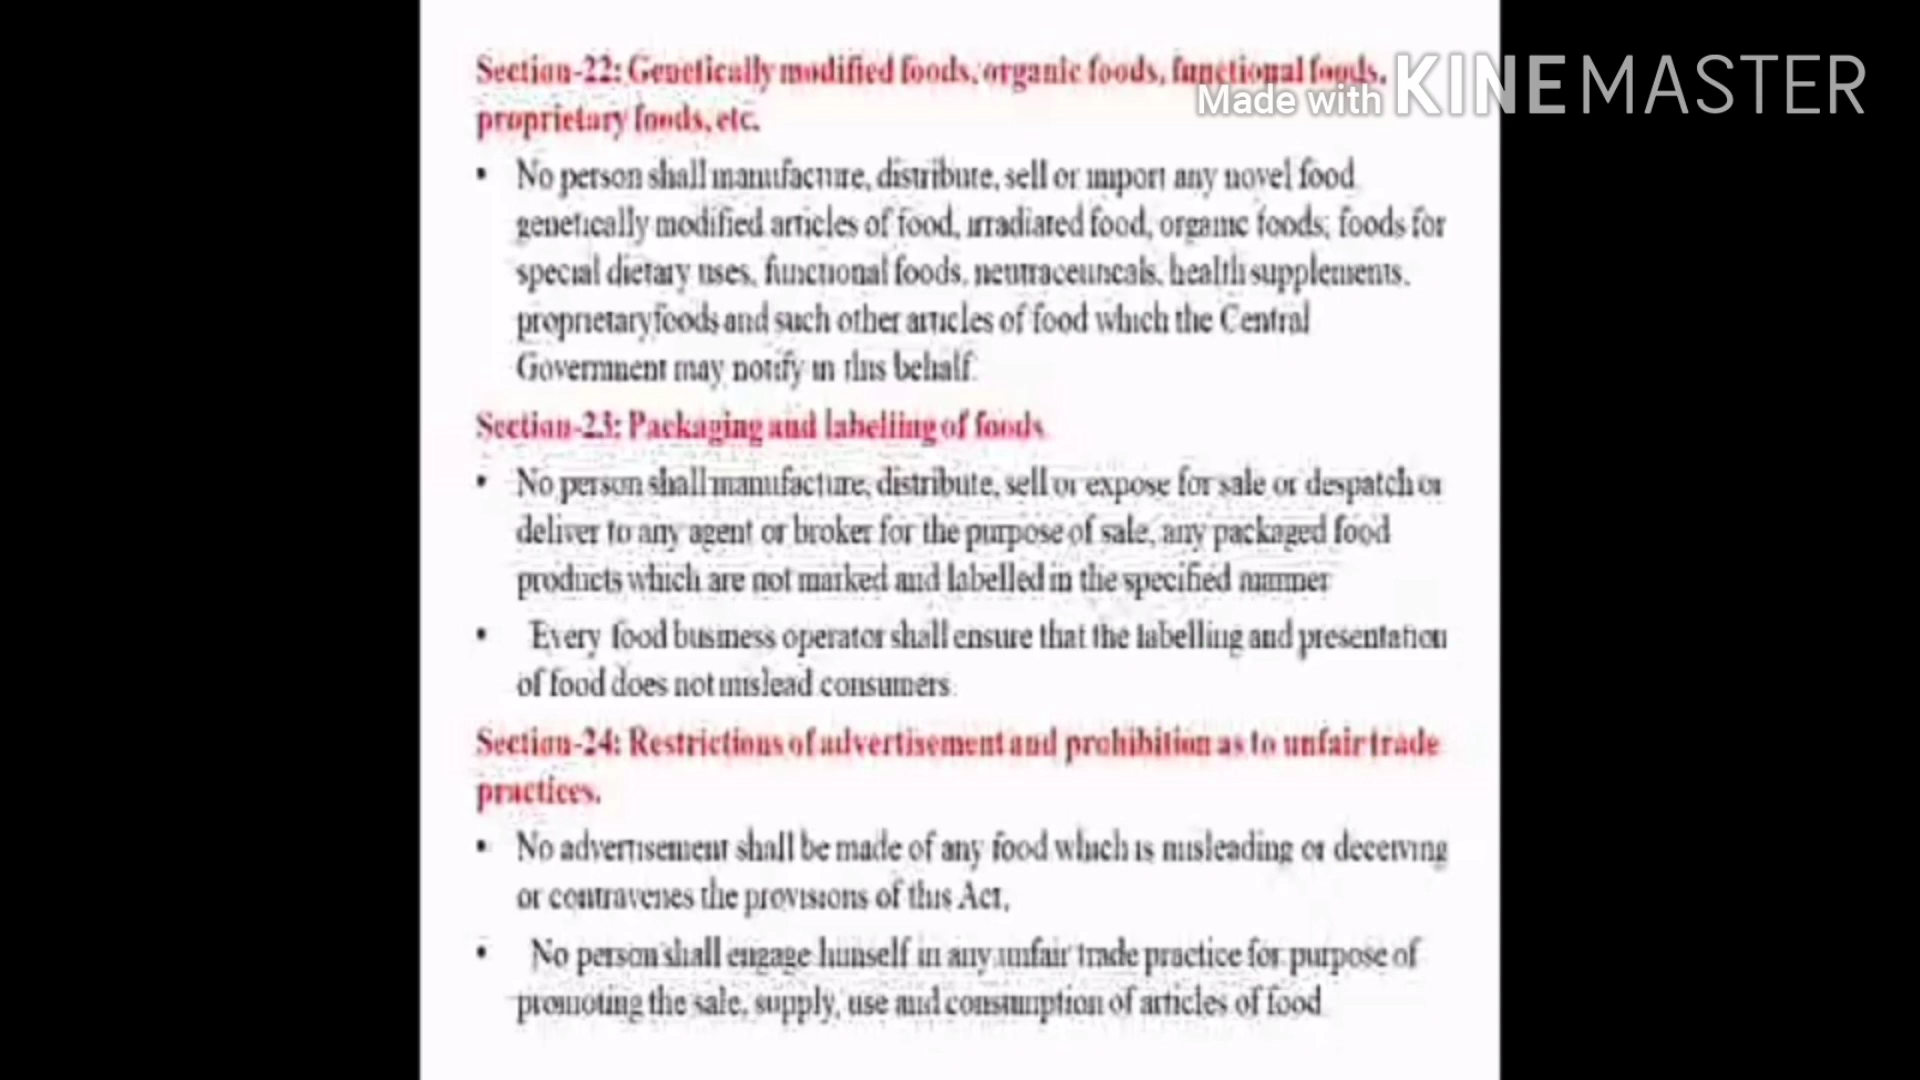 Section-22: Genetically modified foods, organic foods, functional foods,
proprietary foods, etc.
Made with KINEMASTER
• No person shall manufacture, distribute, sell or import any novel food
genetically modified articles of food, irradiated food, organic foods, foods for
special dietary uses, functional foods, neutraceuticals, health supplements,
proprietary foods and such other articles of food which the Central
Government may notify in this behalf.
Section-23: Packaging and labelling of foods
• No person shall manufacture, distribute, sell or expose for sale or despatch or
deliver to any agent or broker for the purpose of sale, any packaged food
products which are not marked and labelled in the specified manner
• Every food business operator shall ensure that the labelling and presentation
of food does not mislead consumers
Section-24: Restrictions of advertisement and prohibition as to unfair trade
practices.
• No advertisement shall be made of any food which is misleading or deceiving
or contravenes the provisions of this Act,
• No person shall engage himself in any unfair trade practice for purpose of
promoting the sale, supply, use and consumption of articles of food